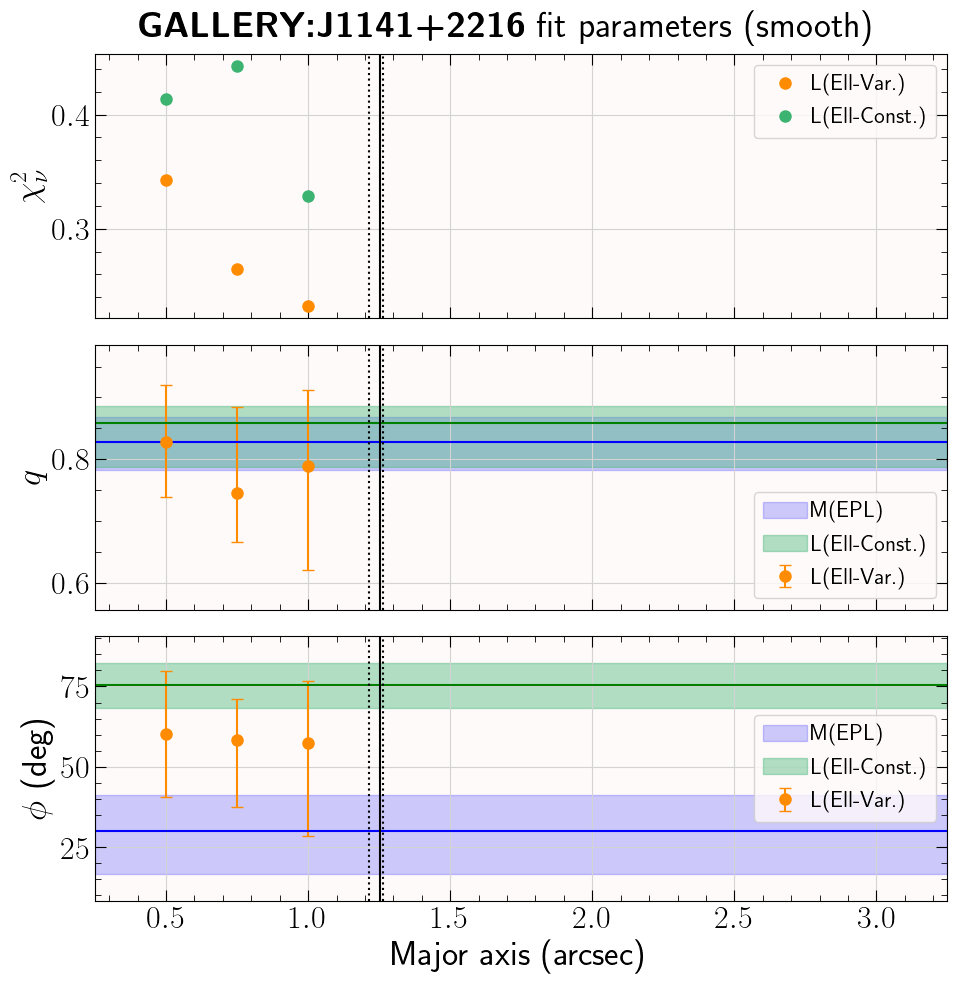 GALLERY:J1141+2216 fit parameters (smooth)
L(Ell-Var.)
L(Ell-Const.)
0.4
0.3
χ²ν
0.8
0.6
q
M(EPL)
L(Ell-Const.)
L(Ell-Var.)
75
50
25
ϕ (deg)
M(EPL)
L(Ell-Const.)
L(Ell-Var.)
0.5 1.0 1.5 2.0 2.5 3.0
Major axis (arcsec)